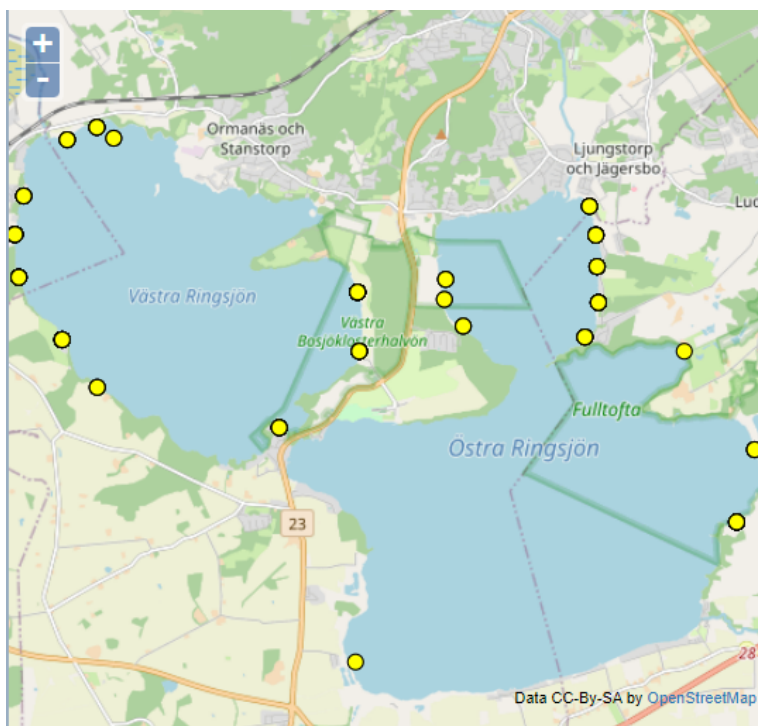 +
-
Ormanäs och
Stanstorp
Ljungstorp
och Jägersbo
Luc
Västra Ringsjön
Västra
Bosjöklosterhalvön
Fulltofta
Östra Ringsjön
23
28
Data CC-By-SA by OpenStreetMap